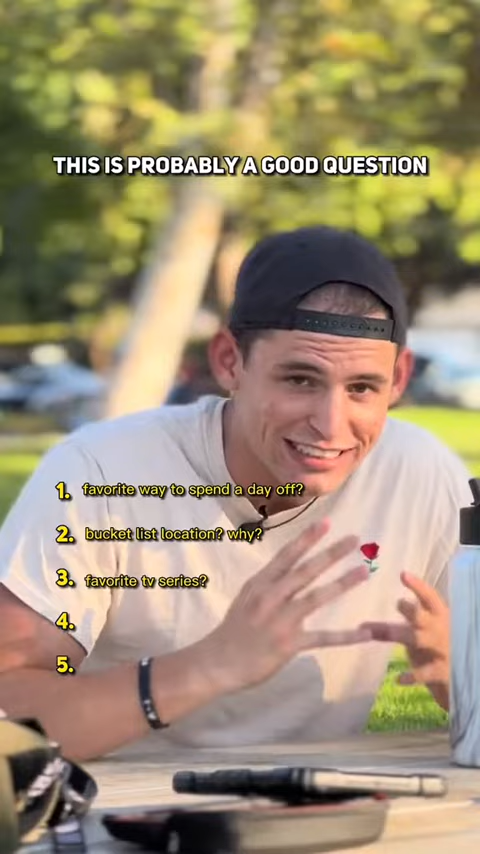 THIS IS PROBABLY A GOOD QUESTION
1. favorite way to spend a day off?
2. bucket list location? why?
3. favorite tv series?
4.
5.